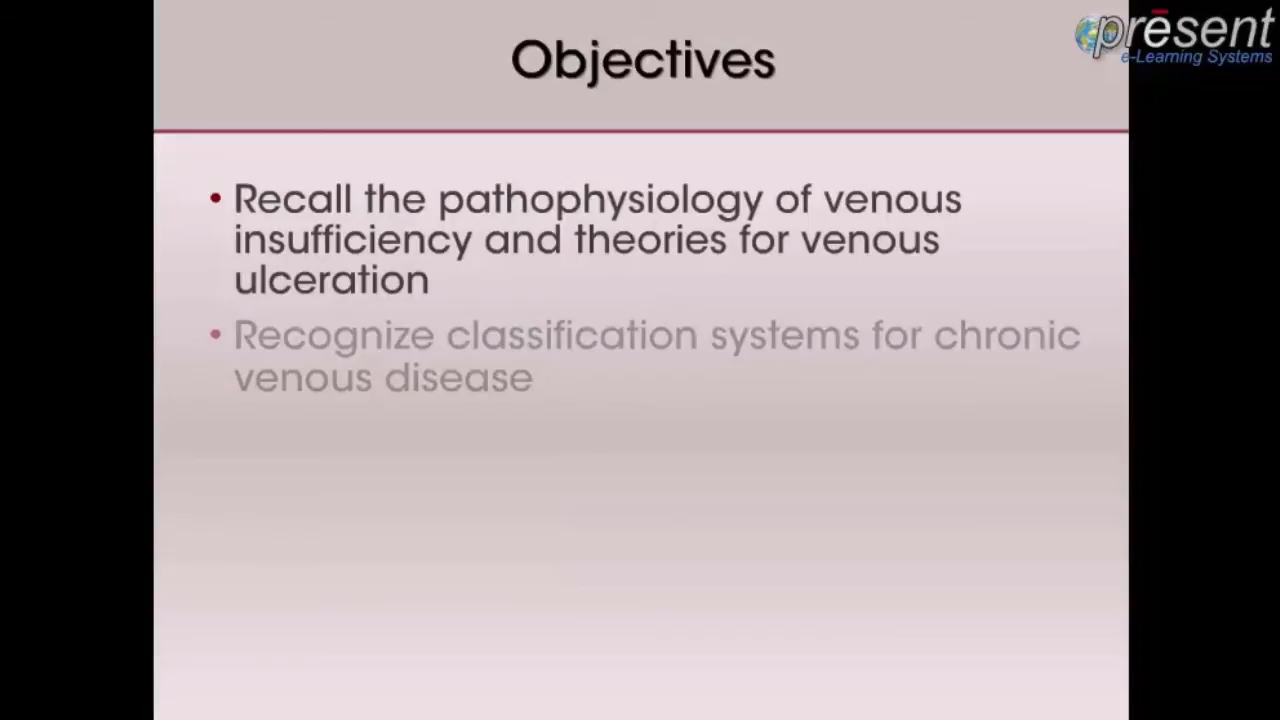 présent
e-Learning Systems
Objectives
• Recall the pathophysiology of venous
insufficiency and theories for venous
ulceration
• Recognize classification systems for chronic
venous disease